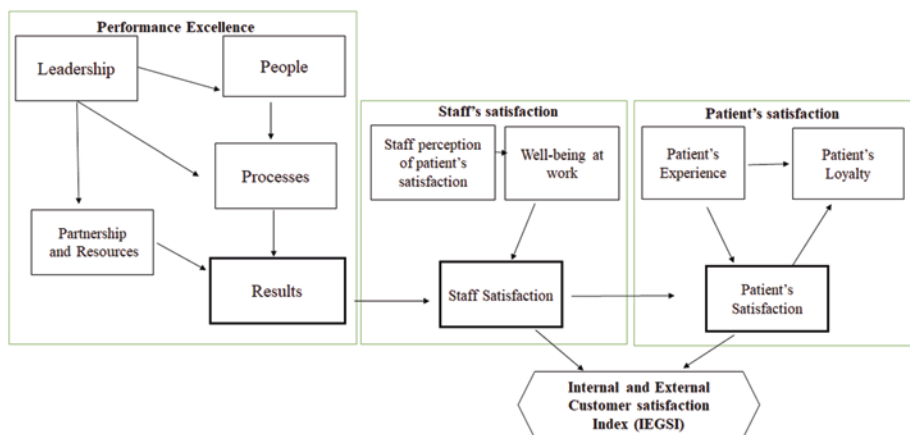 Performance Excellence
Leadership
People
Processes
Partnership
and Resources
Results
Staff's satisfaction
Staff perception
of patient's
satisfaction
Well-being at
work
Staff Satisfaction
Patient's satisfaction
Patient's
Experience
Patient's
Loyalty
Patient's
Satisfaction
Internal and External
Customer satisfaction
Index (IEGSI)